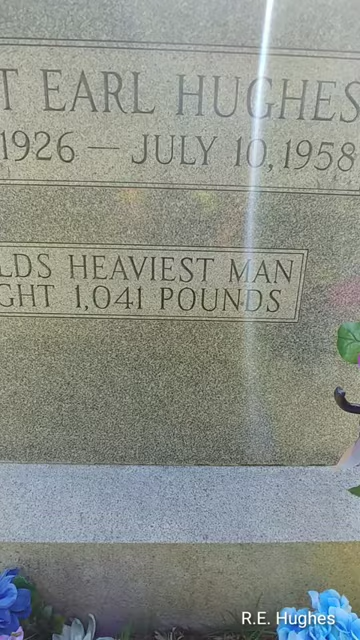 T EARL HUGHES
1926 — JULY 10, 1958
LDS HEAVIEST MAN
GHT 1,041 POUNDS
R.E. Hughes